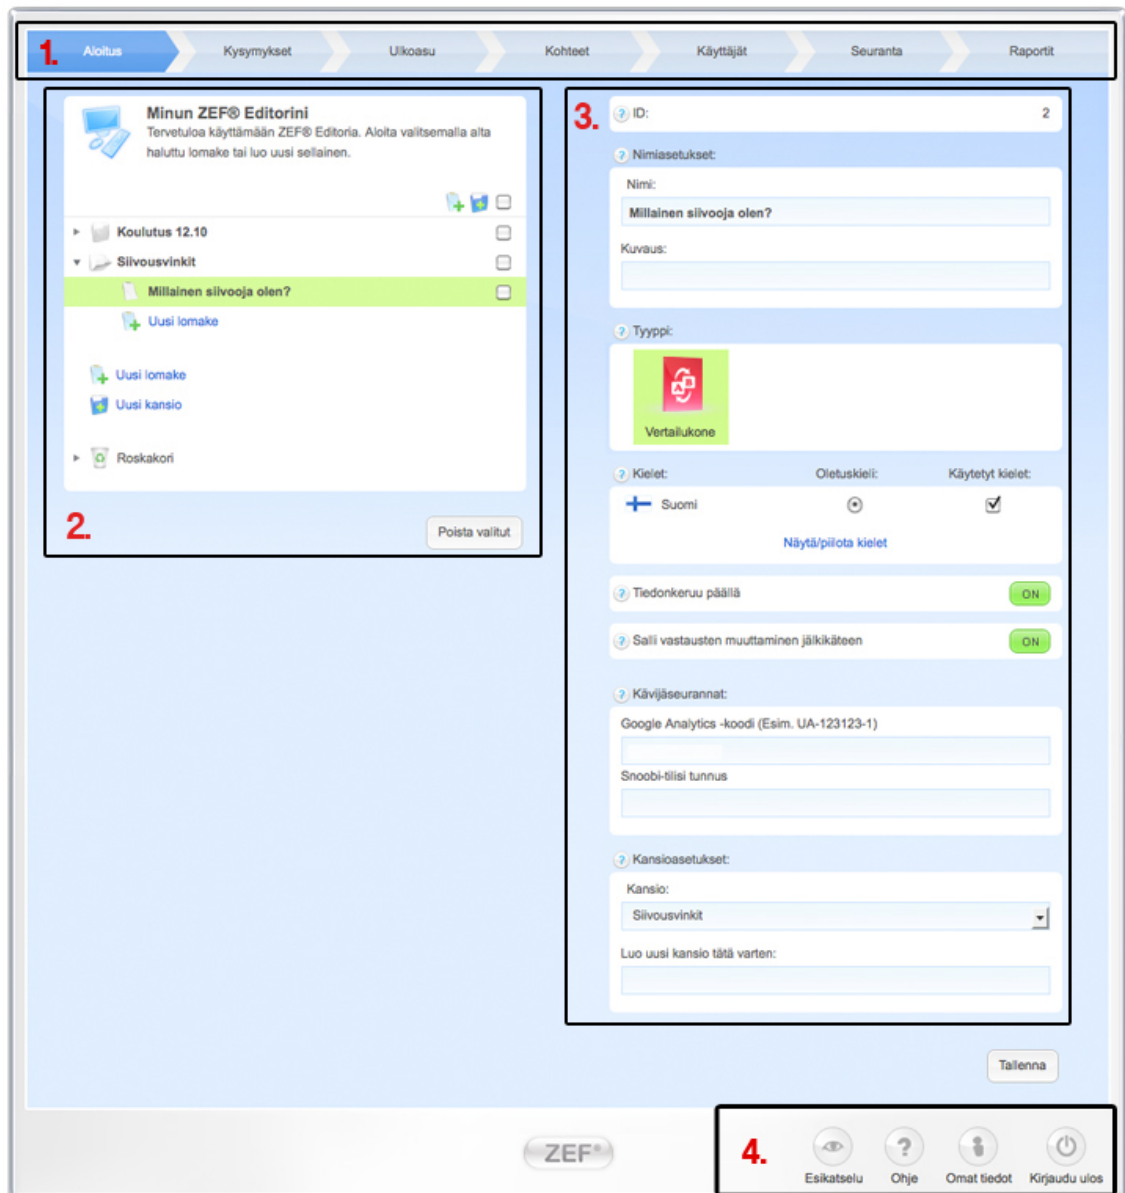 1.
Aloitus
Kysymykset
Ulkoasu
Kohteet
Käyttäjät
Seuranta
Raportit
Minun ZEF® Editorini
Tervetuloa käyttämään ZEF® Editoria. Aloita valitsemalla alta
haluttu lomake tai luo uusi sellainen.
Koulutus 12.10
Siivousvinkit
Millainen siivooja olen?
Uusi lomake
Uusi lomake
Uusi kansio
Roskakori
2.
Poista valitut
3.
? ID: 2
? Nimiasetukset:
Nimi:
Millainen siivooja olen?
Kuvaus:
? Tyyppi:
Vertailukone
? Kielet: Oletuskieli: Käytetyt kielet:
Suomi
Näytä/piilota kielet
? Tiedonkeruu päällä ON
? Salli vastausten muuttaminen jälkikäteen ON
? Kävijäseurannat:
Google Analytics -koodi (Esim. UA-123123-1)
Snoobi-tilisi tunnus
? Kansioasetukset:
Kansio:
Siivousvinkit
Luo uusi kansio tätä varten:
Tallenna
ZEF®
4.
?
Esikatselu
Ohje
Omat tiedot
Kirjaudu ulos